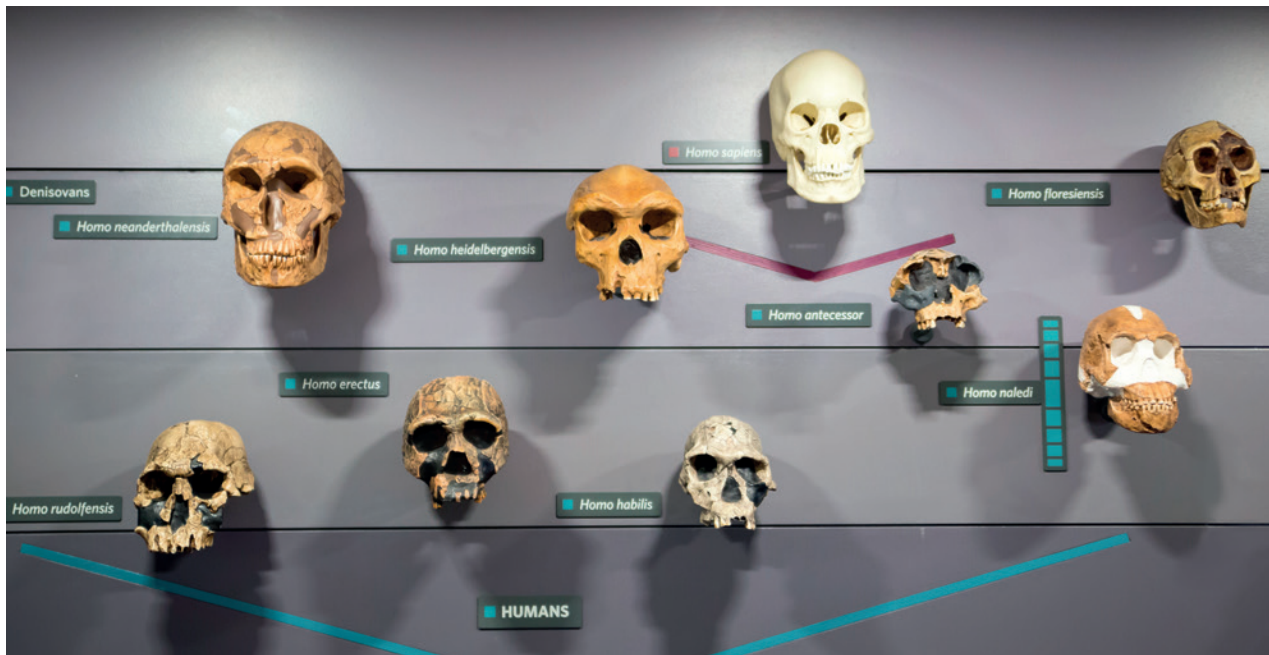 Homo sapiens
Denisovans
Homo floresiensis
Homo neanderthalensis
Homo heidelbergensis
Homo antecessor
Homo erectus
Homo naledi
Homo rudolfensis
Homo habilis
HUMANS